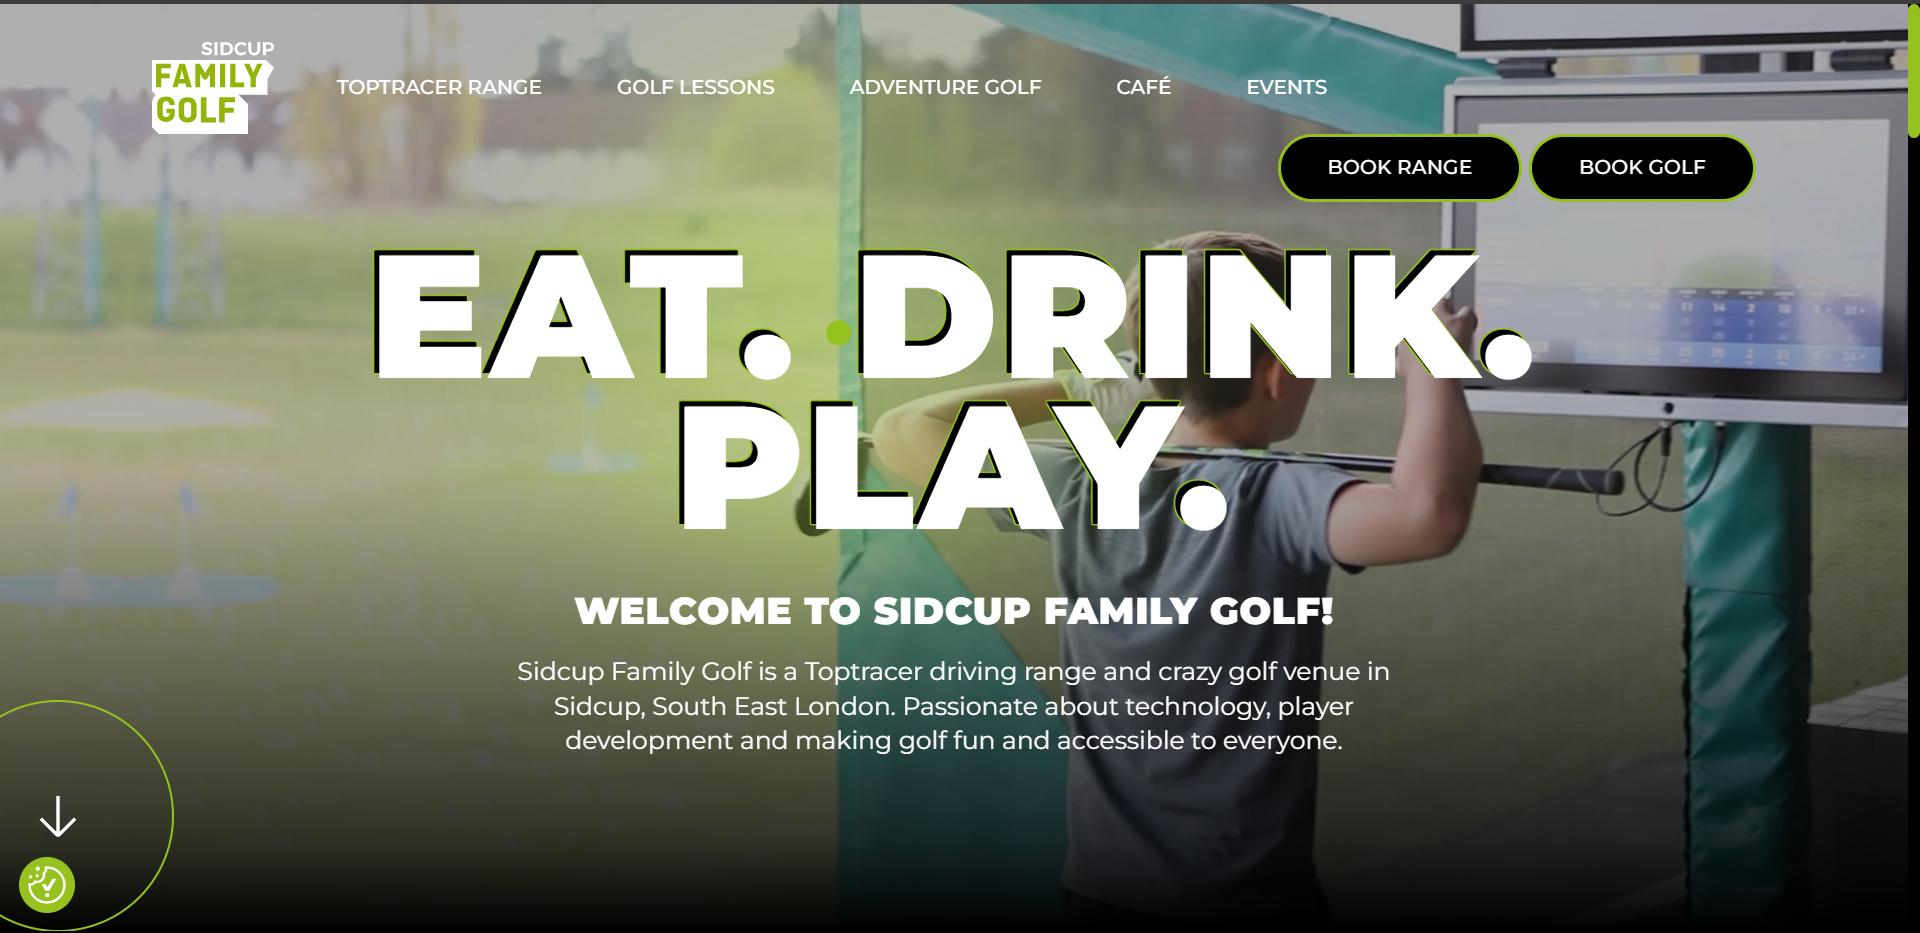 SIDCUP
FAMILY
GOLF
TOPTRACER RANGE
GOLF LESSONS
ADVENTURE GOLF
CAFÉ
EVENTS
BOOK RANGE
BOOK GOLF
EAT. DRINK.
PLAY.
WELCOME TO SIDCUP FAMILY GOLF!
Sidcup Family Golf is a Toptracer driving range and crazy golf venue in
Sidcup, South East London. Passionate about technology, player
development and making golf fun and accessible to everyone.